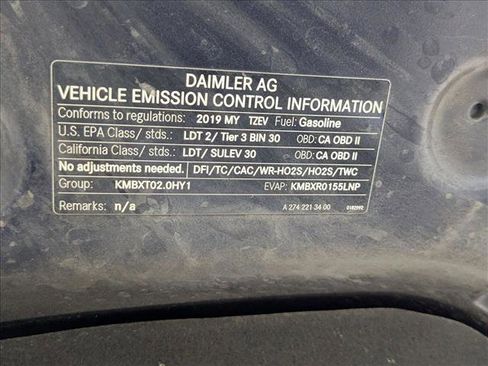 DAIMLER AG
VEHICLE EMISSION CONTROL INFORMATION
Conforms to regulations: 2019 MY TZEV Fuel: Gasoline
U.S. EPA Class/ stds.: LDT 2/ Tier 3 BIN 30 OBD: CA OBD II
California Class/ stds.: LDT/ SULEV 30 OBD: CA OBD II
No adjustments needed. DFI/TC/CAC/WR-HO2S/HO2S/TWC
Group: KMBXT02.0HY1 EVAP: KMBXR0155LNP
Remarks: n/a A 274 221 34 00